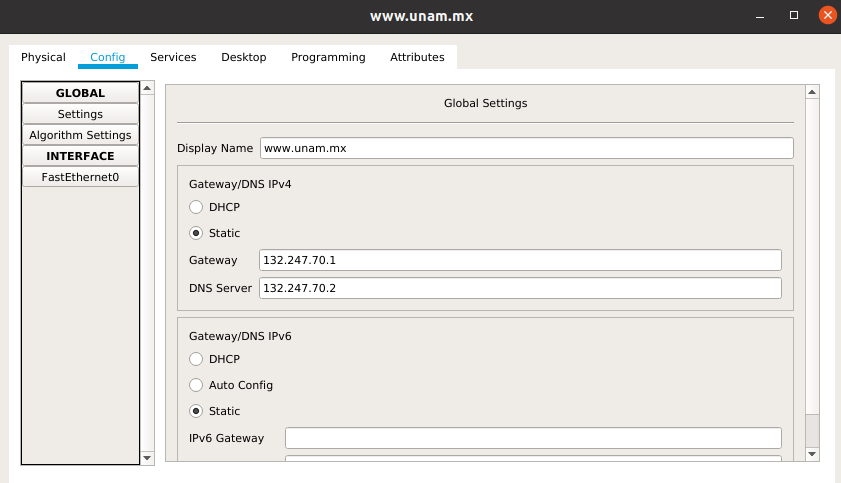 www.unam.mx
Physical Config Services Desktop Programming Attributes
GLOBAL
Settings
Algorithm Settings
INTERFACE
FastEthernet0
Global Settings
Display Name www.unam.mx
Gateway/DNS IPv4
DHCP
Static
Gateway 132.247.70.1
DNS Server 132.247.70.2
Gateway/DNS IPv6
DHCP
Auto Config
Static
IPv6 Gateway